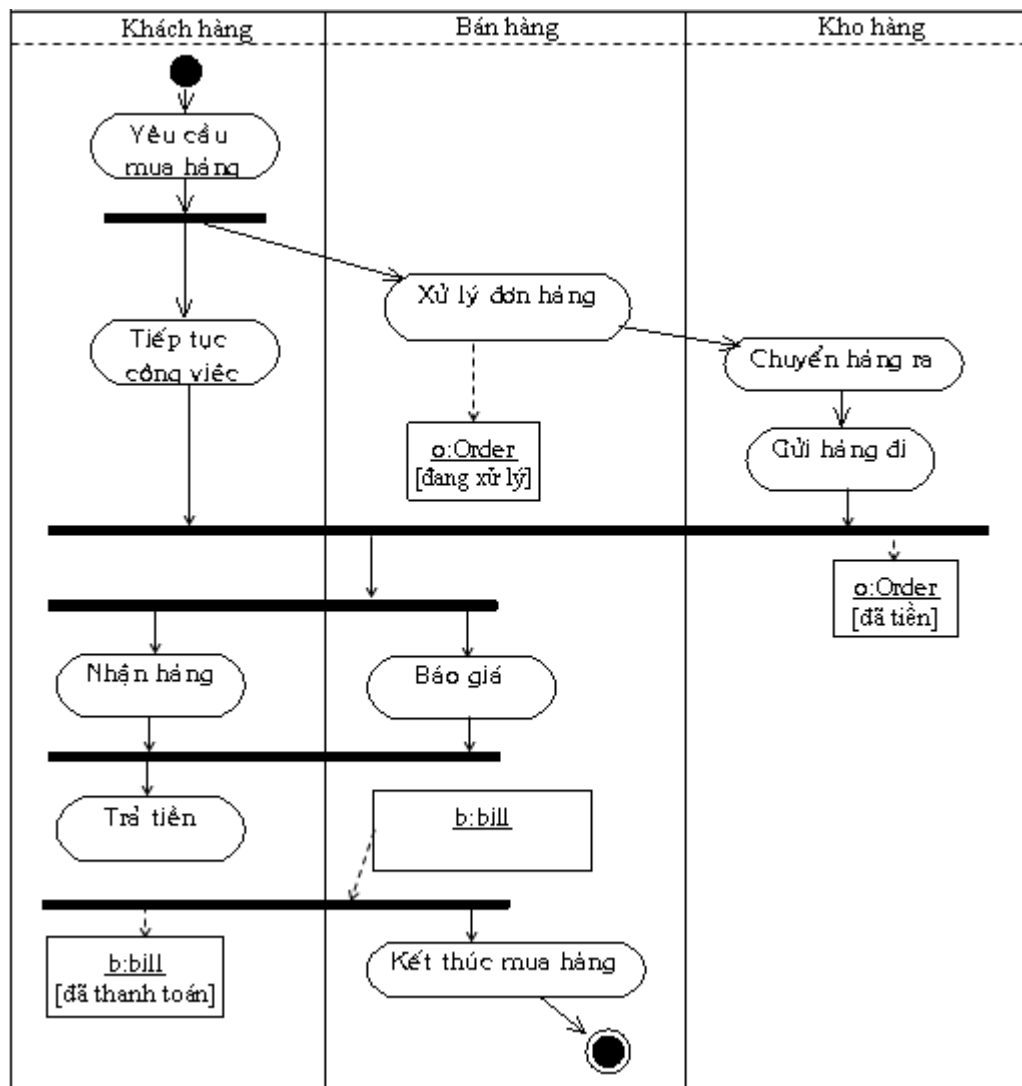 Khách hàng
Bán hàng
Kho hàng
Yêu cầu
mua hàng
Xử lý đơn hàng
Tiếp tục
công viêc
Chuyển hàng ra
o:Order
[đang xử lý]
Gửi hàng đi
o:Order
[đã tiền]
Nhận hàng
Báo giá
Trả tiền
b:bill
b:bill
[đã thanh toán]
Kết thúc mua hàng